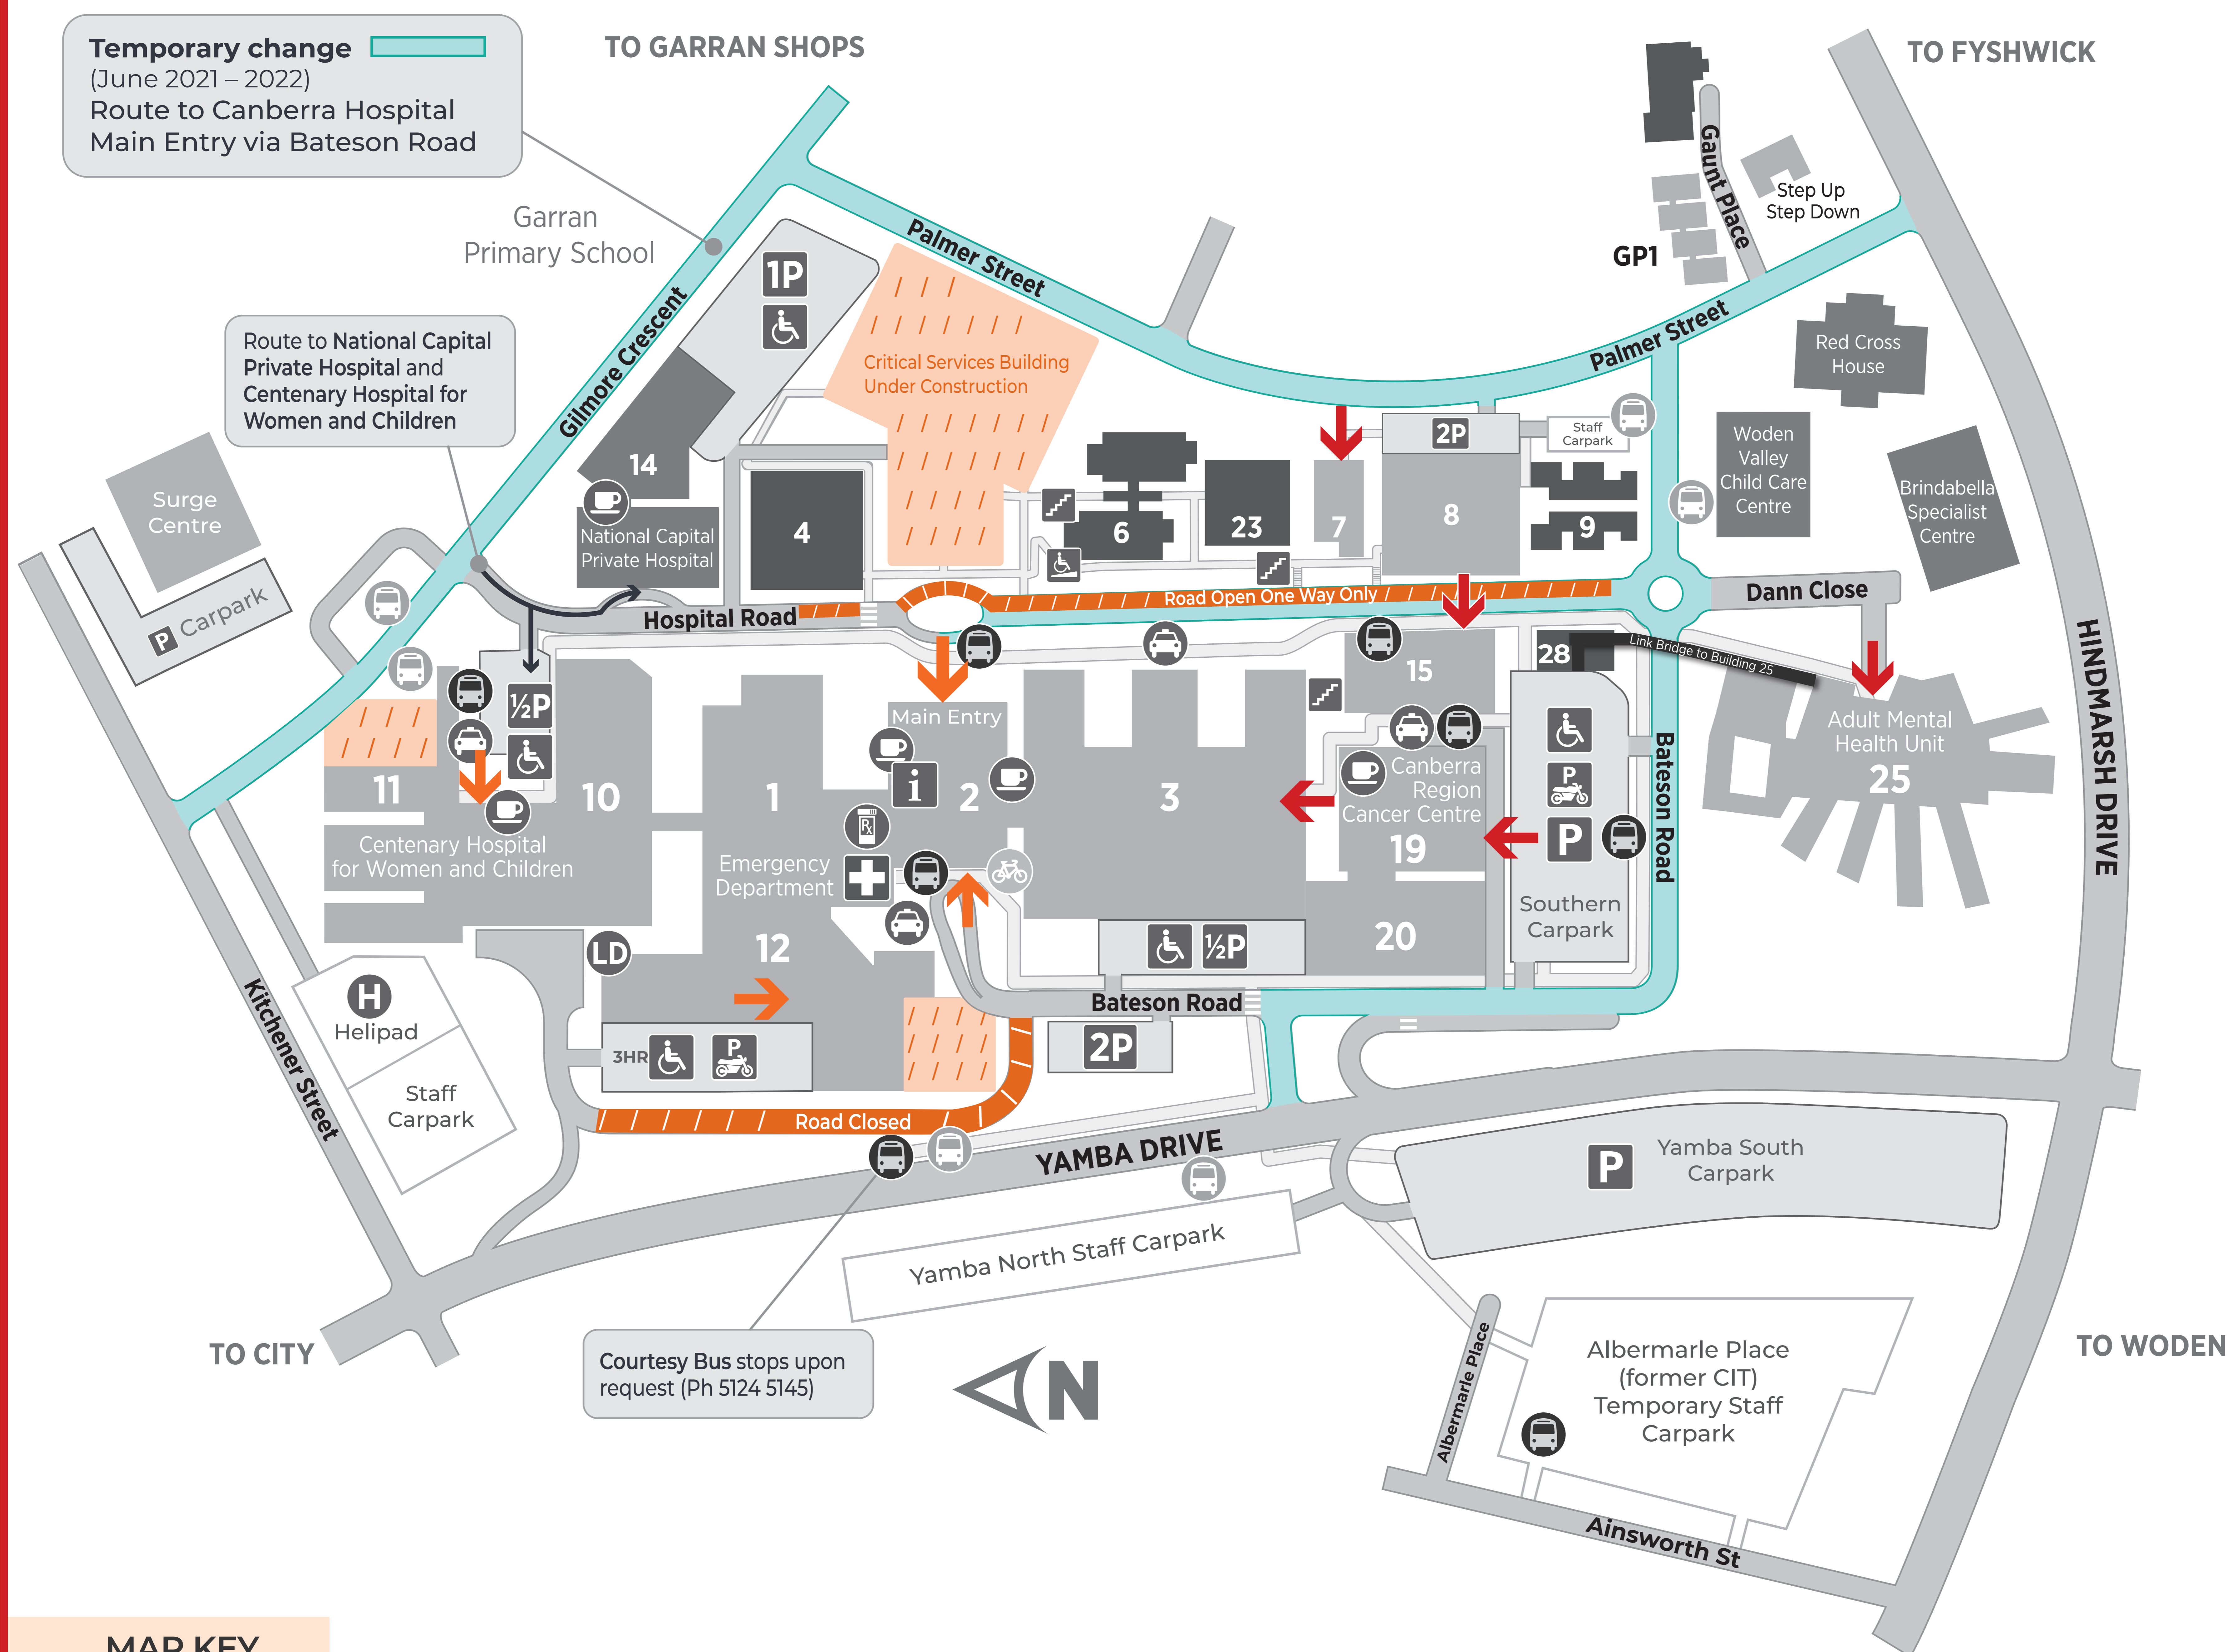 Temporary change
(June 2021 – 2022)
Route to Canberra Hospital
Main Entry via Bateson Road
TO GARRAN SHOPS
TO FYSHWICK
Garran
Primary School
Palmer Street
Gaunt Place
Step Up
Step Down
GP1
1P
Gilmore Crescent
Critical Services Building
Under Construction
Palmer Street
Red Cross
House
Route to National Capital
Private Hospital and
Centenary Hospital for
Women and Children
Surge
Centre
14
National Capital
Private Hospital
4
6
23
7
2P
8
Staff
Carpark
9
Woden
Valley
Child Care
Centre
Brindabella
Specialist
Centre
P Carpark
Hospital Road
Road Open One Way Only
Dann Close
HINDMARSH DRIVE
½P
Main Entry
15
28
Link Bridge to Building 25
Adult Mental
Health Unit
25
11
10
1
i
2
3
Canberra
Region
Cancer Centre
19
P
P
Bateson Road
Rx
Centenary Hospital
for Women and Children
Emergency
Department
Southern
Carpark
LD
12
½P
20
H
Helipad
Staff
Carpark
Kitchener Street
Bateson Road
3HR
P
2P
Road Closed
YAMBA DRIVE
P
Yamba South
Carpark
Yamba North Staff Carpark
TO CITY
Courtesy Bus stops upon
request (Ph 5124 5145)
N
Albermarle Place
Albermarle Place
(former CIT)
Temporary Staff
Carpark
TO WODEN
Ainsworth St
MAP KEY